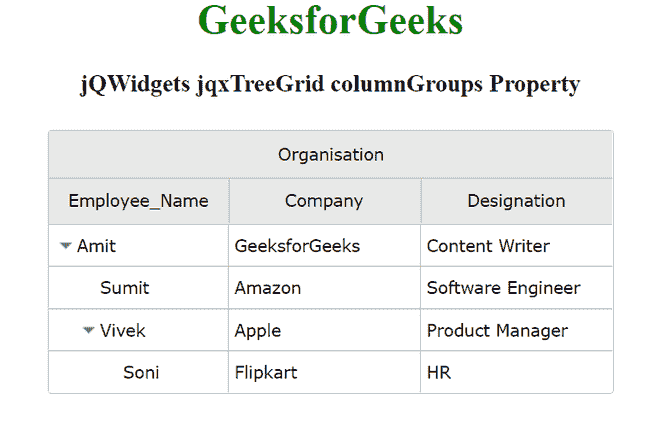 GeeksforGeeks
jQWidgets jqxTreeGrid columnGroups Property
Organisation
Employee_Name Company Designation
Amit GeeksforGeeks Content Writer
Sumit Amazon Software Engineer
Vivek Apple Product Manager
Soni Flipkart HR